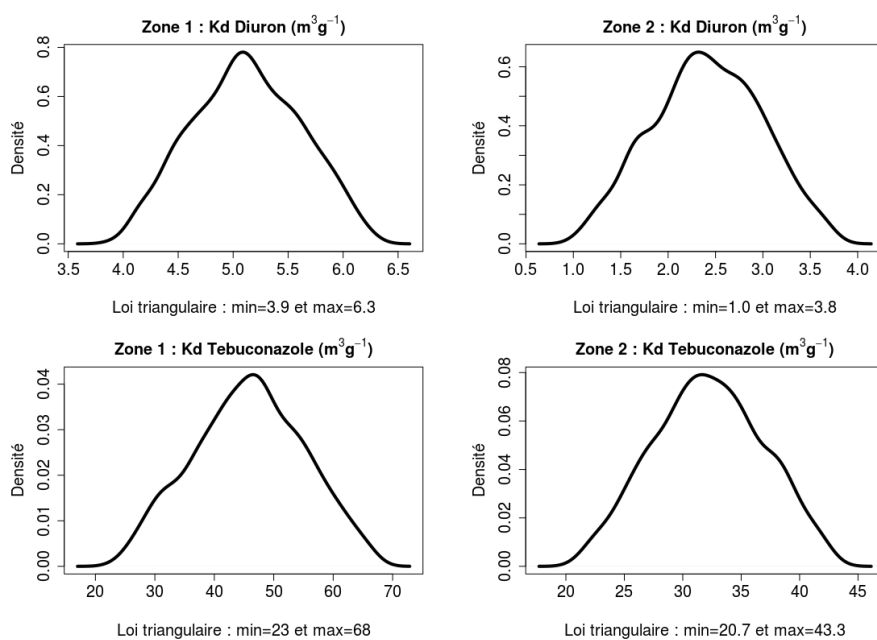 Zone 1 : Kd Diuron (m³g⁻¹)
Densité
0.0 0.2 0.4 0.6 0.8
3.5 4.0 4.5 5.0 5.5 6.0 6.5
Loi triangulaire : min=3.9 et max=6.3
Zone 2 : Kd Diuron (m³g⁻¹)
Densité
0.0 0.2 0.4 0.6
0.5 1.0 1.5 2.0 2.5 3.0 3.5 4.0
Loi triangulaire : min=1.0 et max=3.8
Zone 1 : Kd Tebuconazole (m³g⁻¹)
Densité
0.00 0.01 0.02 0.03 0.04
20 30 40 50 60 70
Loi triangulaire : min=23 et max=68
Zone 2 : Kd Tebuconazole (m³g⁻¹)
Densité
0.00 0.02 0.04 0.06 0.08
20 25 30 35 40 45
Loi triangulaire : min=20.7 et max=43.3